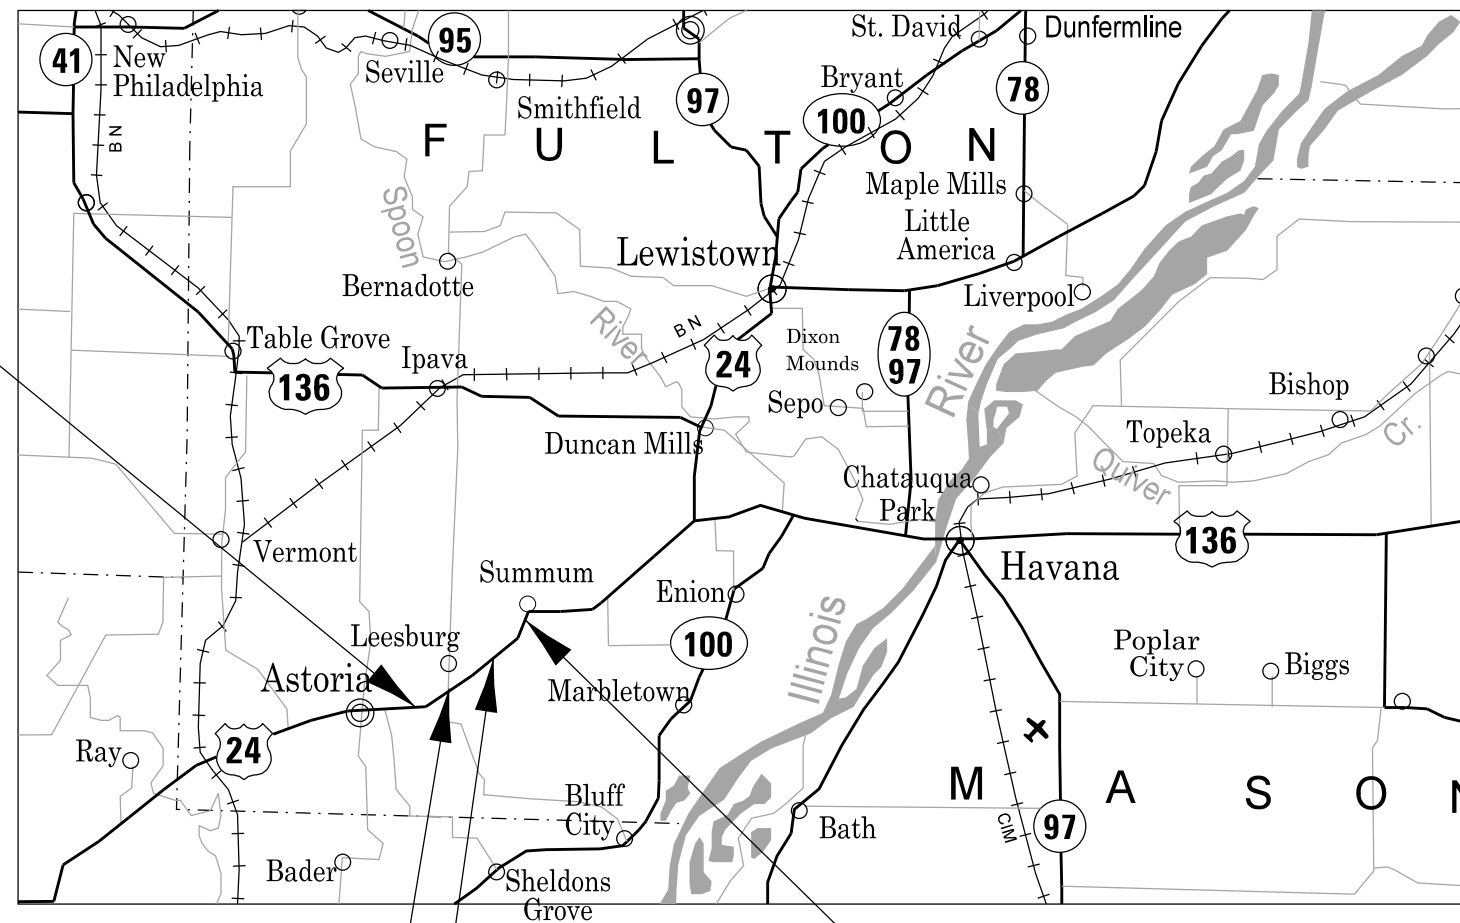 St. David
Dunfermline
95
41
New
Philadelphia
Seville
Smithfield
97
Bryant
78
100
BN
F U L T O N
Maple Mills
Little
America
Spoon
Lewistown
Bernadotte
Liverpool
River
BN
Dixon
Mounds
78
97
River
Table Grove
Ipava
136
24
Sepo
Bishop
Duncan Mills
Topeka
Cr.
Quiver
Chatauqua
Park
136
Vermont
Havana
Summum
Enion
Illinois
Leesburg
100
Poplar
City
Biggs
Astoria
Marbletown
24
Ray
M A S O N
Bluff
City
Bath
CIM
97
Bader
Sheldons
Grove